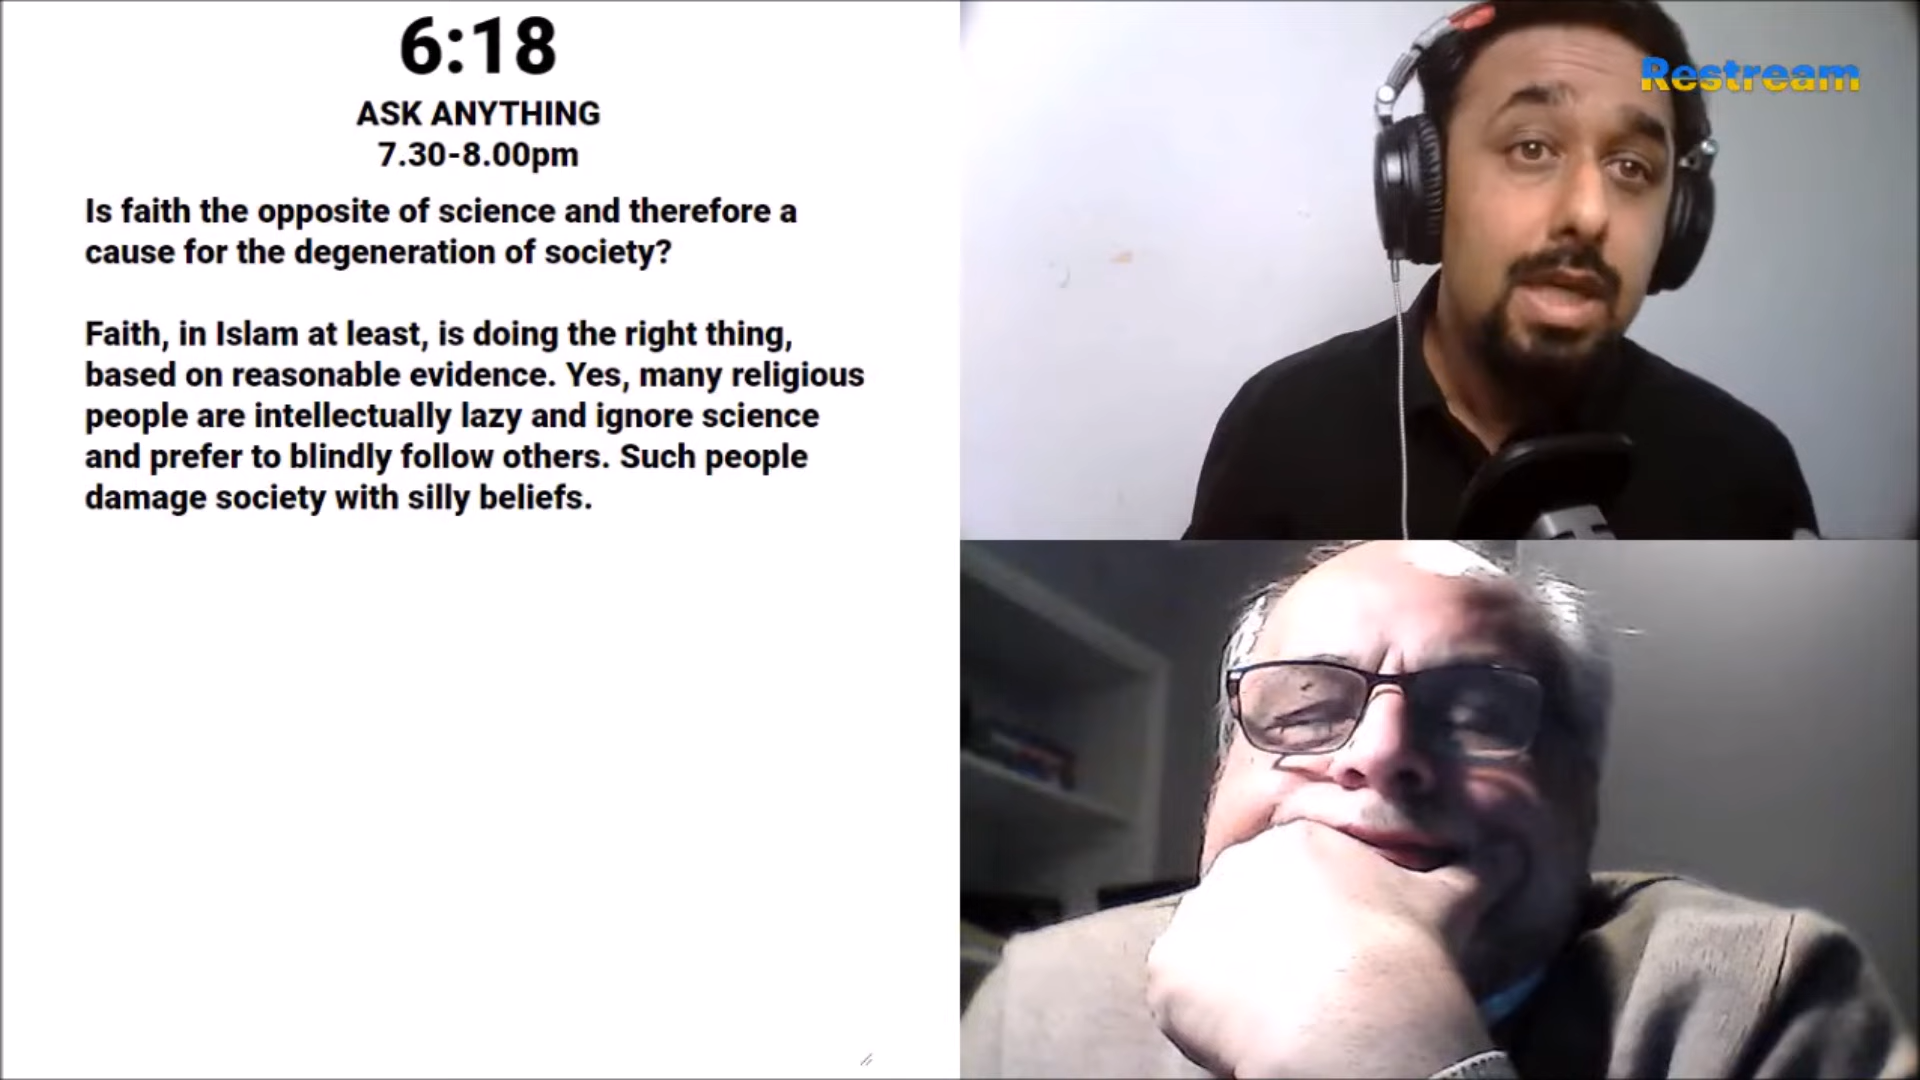 6:18
ASK ANYTHING
7.30-8.00pm
Is faith the opposite of science and therefore a
cause for the degeneration of society?
Faith, in Islam at least, is doing the right thing,
based on reasonable evidence. Yes, many religious
people are intellectually lazy and ignore science
and prefer to blindly follow others. Such people
damage society with silly beliefs.
Restream